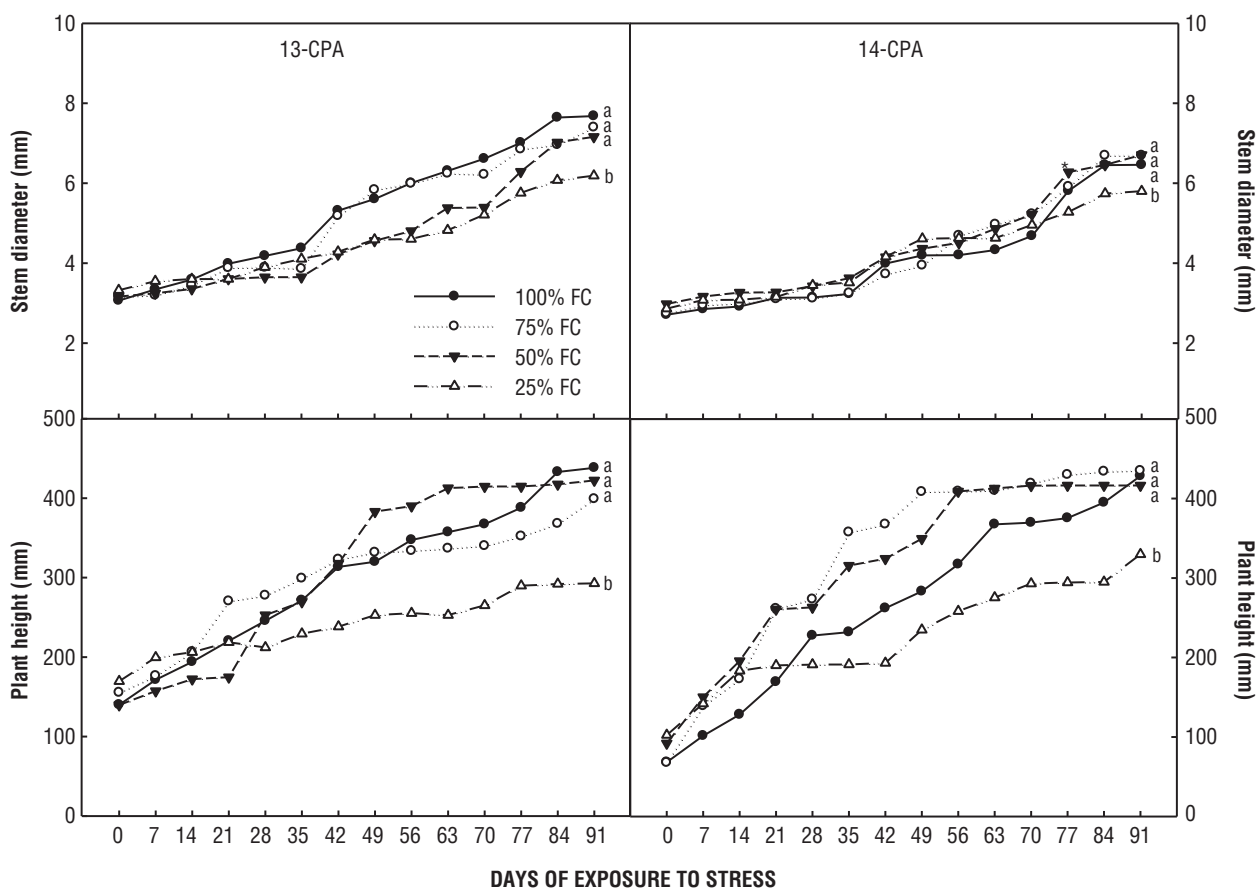 13-CPA
14-CPA
Stem diameter (mm)
10
8
6
4
2
a
a
a
b
100% FC
75% FC
50% FC
25% FC
*
a
a
a
b
10
8
6
4
2
Stem diameter (mm)
Plant height (mm)
500
400
300
200
100
0
a
a
a
b
a
a
a
b
500
400
300
200
100
0
Plant height (mm)
0 7 14 21 28 35 42 49 56 63 70 77 84 91
0 7 14 21 28 35 42 49 56 63 70 77 84 91
DAYS OF EXPOSURE TO STRESS